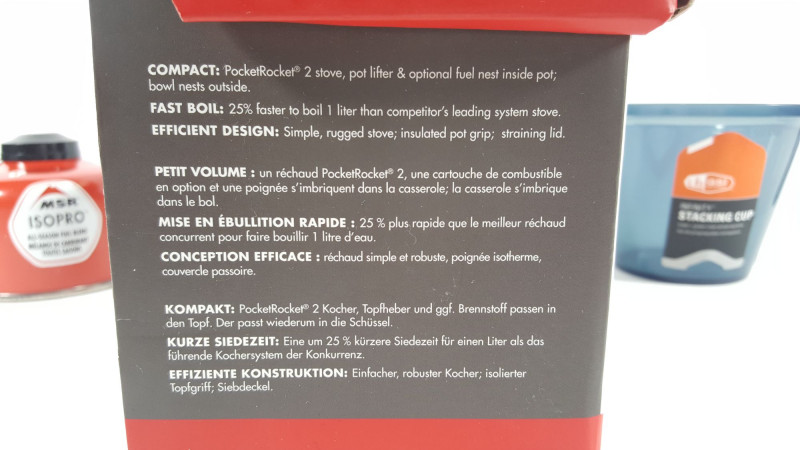 COMPACT: PocketRocket® 2 stove, pot lifter & optional fuel nest inside pot;
bowl nests outside.
FAST BOIL: 25% faster to boil 1 liter than competitor's leading system stove.
EFFICIENT DESIGN: Simple, rugged stove; insulated pot grip; straining lid.
PETIT VOLUME : un réchaud PocketRocket® 2, une cartouche de combustible
en option et une poignée s'imbriquent dans la casserole; la casserole s'imbrique
dans le bol.
MISE EN ÉBULLITION RAPIDE : 25 % plus rapide que le meilleur réchaud
concurrent pour faire bouillir 1 litre d'eau.
CONCEPTION EFFICACE : réchaud simple et robuste, poignée isotherme,
couvercle passoire.
KOMPAKT: PocketRocket® 2 Kocher, Topfheber und ggf. Brennstoff passen in
den Topf. Der passt wiederum in die Schüssel.
KURZE SIEDEZEIT: Eine um 25 % kürzere Siedezeit für einen Liter als das
führende Kochersystem der Konkurrenz.
EFFIZIENTE KONSTRUKTION: Einfacher, robuster Kocher; isolierter
Topfgriff; Siebdeckel.
MSR
ISOPRO
STACKING CUP